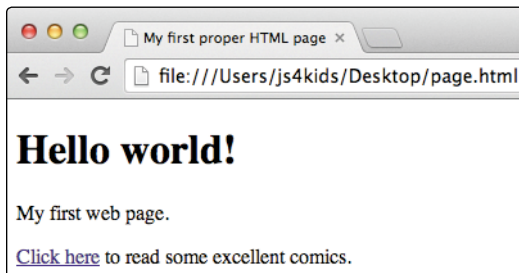 My first proper HTML page
file:///Users/js4kids/Desktop/page.html
Hello world!
My first web page.
Click here to read some excellent comics.